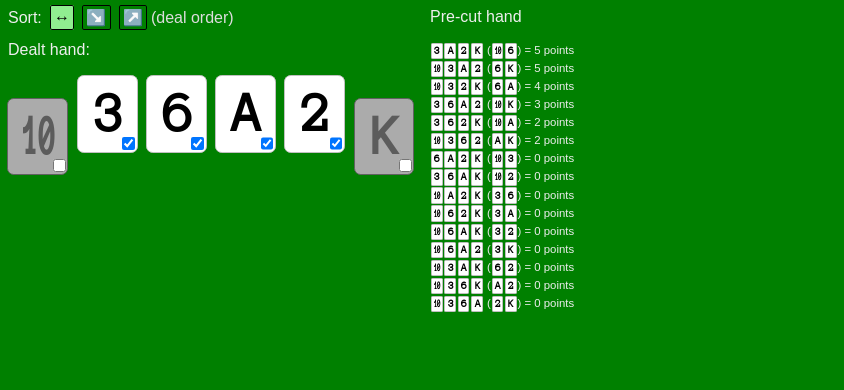 Sort: ↔ ↘ ↗ (deal order)
Dealt hand:
10 3 6 A 2 K
Pre-cut hand
3 A 2 K (10 6) = 5 points
10 3 A 2 (6 K) = 5 points
10 3 2 K (6 A) = 4 points
3 6 A 2 (10 K) = 3 points
3 6 2 K (10 A) = 2 points
10 3 6 2 (A K) = 2 points
6 A 2 K (10 3) = 0 points
3 6 A K (10 2) = 0 points
10 A 2 K (3 6) = 0 points
10 6 2 K (3 A) = 0 points
10 6 A K (3 2) = 0 points
10 6 A 2 (3 K) = 0 points
10 3 A K (6 2) = 0 points
10 3 6 K (A 2) = 0 points
10 3 6 A (2 K) = 0 points